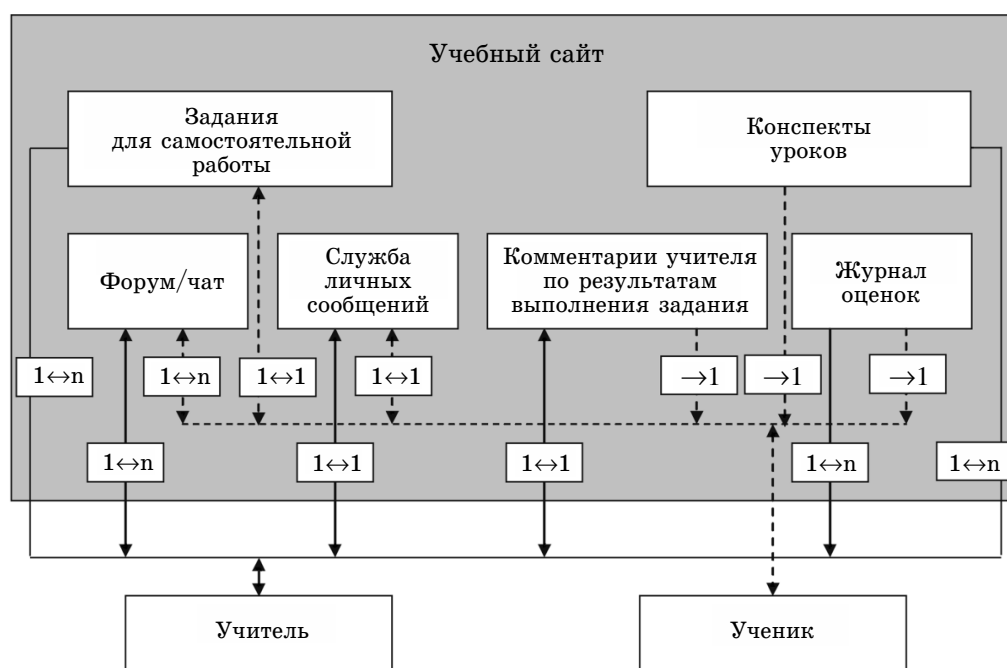 Учебный сайт
Задания
для самостоятельной
работы
Конспекты
уроков
Форум/чат
Служба
личных
сообщений
Комментарии учителя
по результатам
выполнения задания
Журнал
оценок
1↔n
1↔n
1↔1
1↔1
→1
→1
→1
1↔n
1↔1
1↔1
1↔n
1↔n
Учитель
Ученик